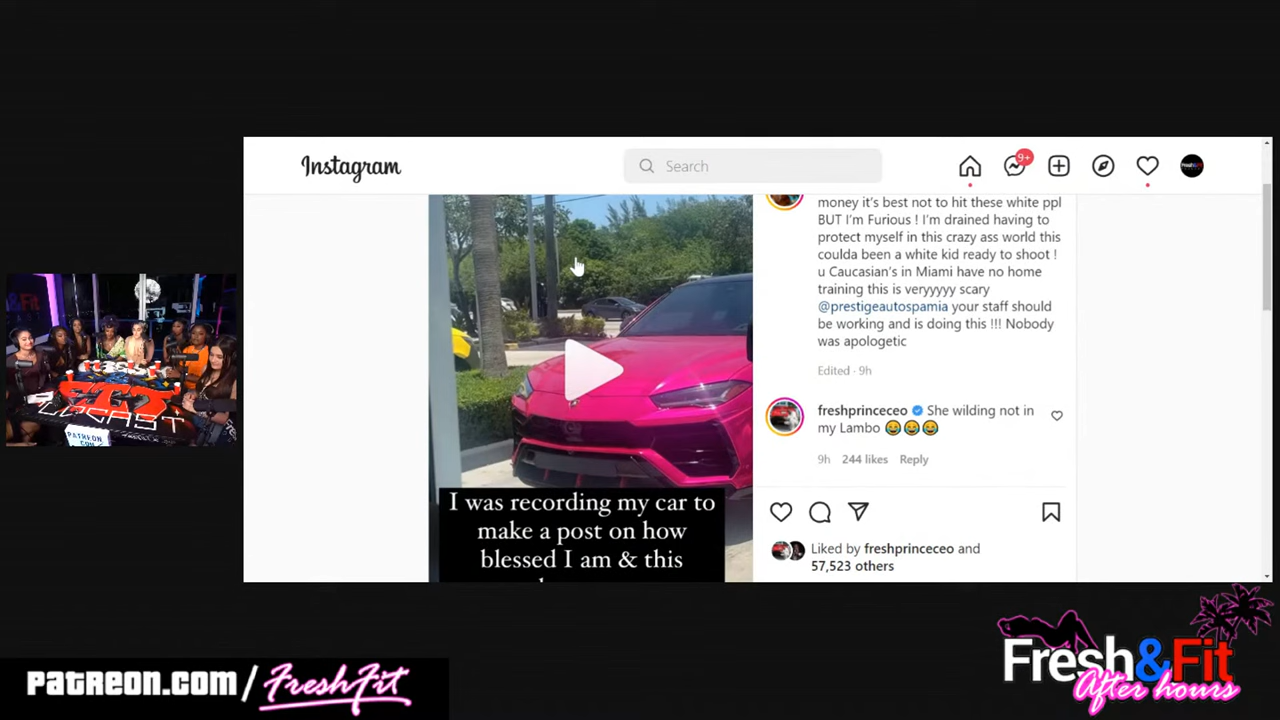 Instagram
Search
9+
money it's best not to hit these white ppl
BUT I'm Furious ! I'm drained having to
protect myself in this crazy ass world this
coulda been a white kid ready to shoot !
u Caucasian's in Miami have no home
training this is veryyyyy scary
@prestigeautospamia your staff should
be working and is doing this !!! Nobody
was apologetic
Edited · 9h
freshprinceceo She wilding not in
my Lambo 😂😂😂
9h 244 likes Reply
I was recording my car to
make a post on how
blessed I am & this
Liked by freshprinceceo and
57,523 others
PATREON.COM/FRESHFIT
Fresh&Fit
After hours